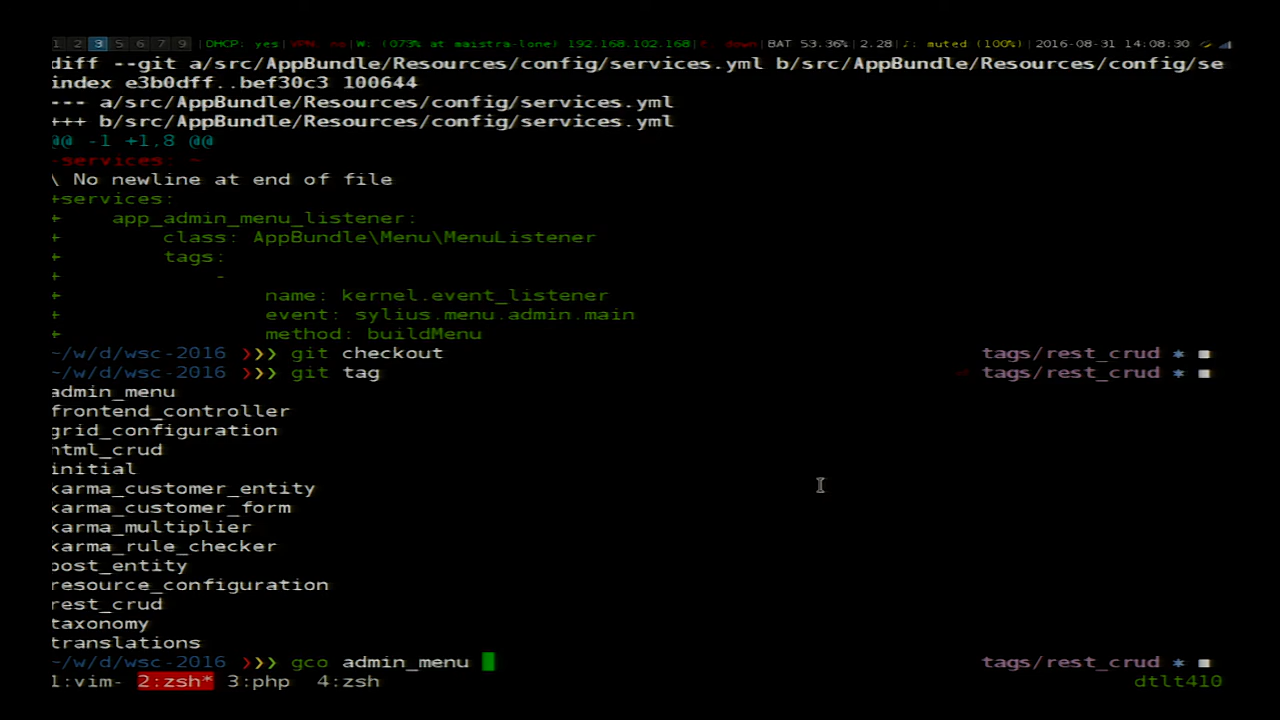 1 2 3 5 6 7 9 |DHCP: yes|VPN: no|W: (073% at maistra-lone) 192.168.102.168|E: down|BAT 53.36%|2.28|♪: muted (100%)|2016-08-31 14:08:30
diff --git a/src/AppBundle/Resources/config/services.yml b/src/AppBundle/Resources/config/se
index e3b0dff..bef30c3 100644
--- a/src/AppBundle/Resources/config/services.yml
+++ b/src/AppBundle/Resources/config/services.yml
@@ -1 +1,8 @@
-services: ~
\ No newline at end of file
+services:
+    app_admin_menu_listener:
+        class: AppBundle\Menu\MenuListener
+        tags:
+            -
+                name: kernel.event_listener
+                event: sylius.menu.admin.main
+                method: buildMenu
~/w/d/wsc-2016 ❯❯❯ git checkout tags/rest_crud ✱ ◼
~/w/d/wsc-2016 ❯❯❯ git tag tags/rest_crud ✱ ◼
admin_menu
frontend_controller
grid_configuration
html_crud
initial
karma_customer_entity
karma_customer_form
karma_multiplier
karma_rule_checker
post_entity
resource_configuration
rest_crud
taxonomy
translations
~/w/d/wsc-2016 ❯❯❯ gco admin_menu tags/rest_crud ✱ ◼
1:vim- 2:zsh* 3:php 4:zsh dtlt410